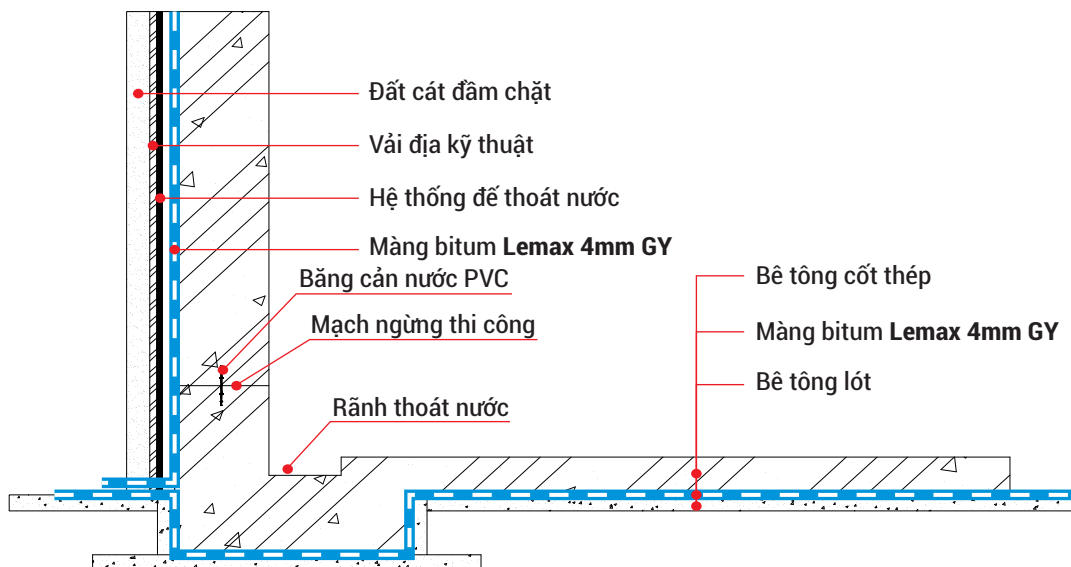 Đất cát đầm chặt
Vải địa kỹ thuật
Hệ thống đế thoát nước
Màng bitum Lemax 4mm GY
Băng cản nước PVC
Mạch ngừng thi công
Rãnh thoát nước
Bê tông cốt thép
Màng bitum Lemax 4mm GY
Bê tông lót